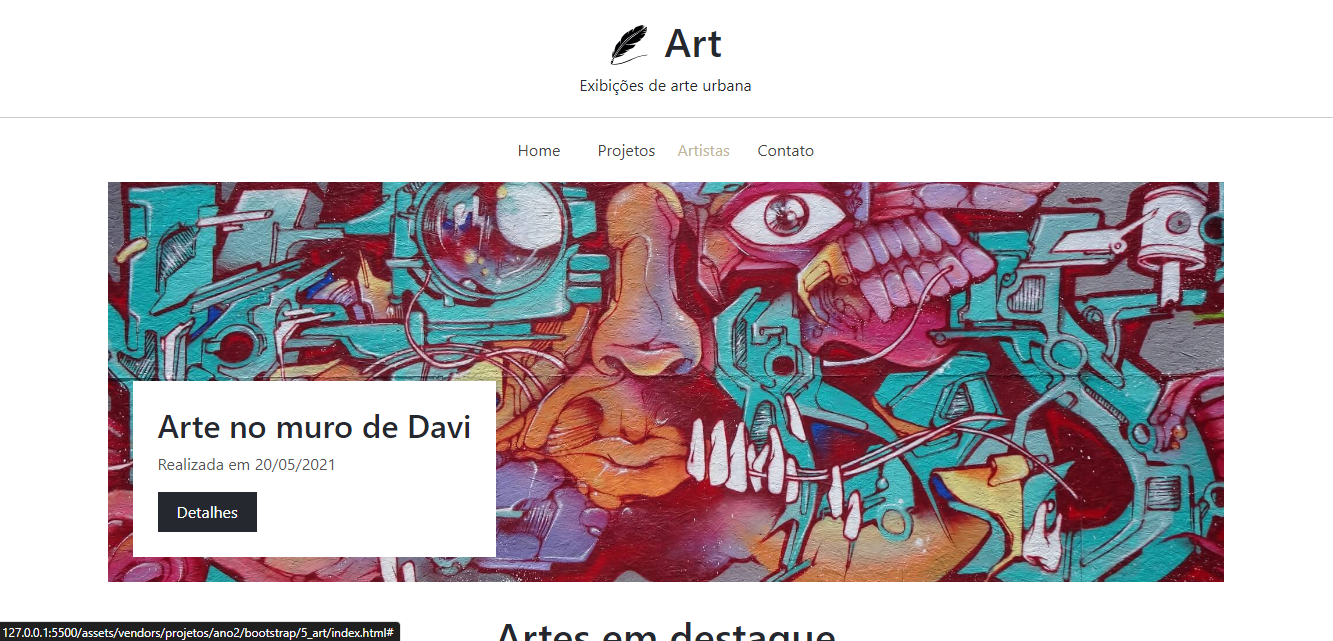 Art
Exibições de arte urbana
Home Projetos Artistas Contato
Arte no muro de Davi
Realizada em 20/05/2021
Detalhes
Artes em destaque
127.0.0.1:5500/assets/vendors/projetos/ano2/bootstrap/5_art/index.html#